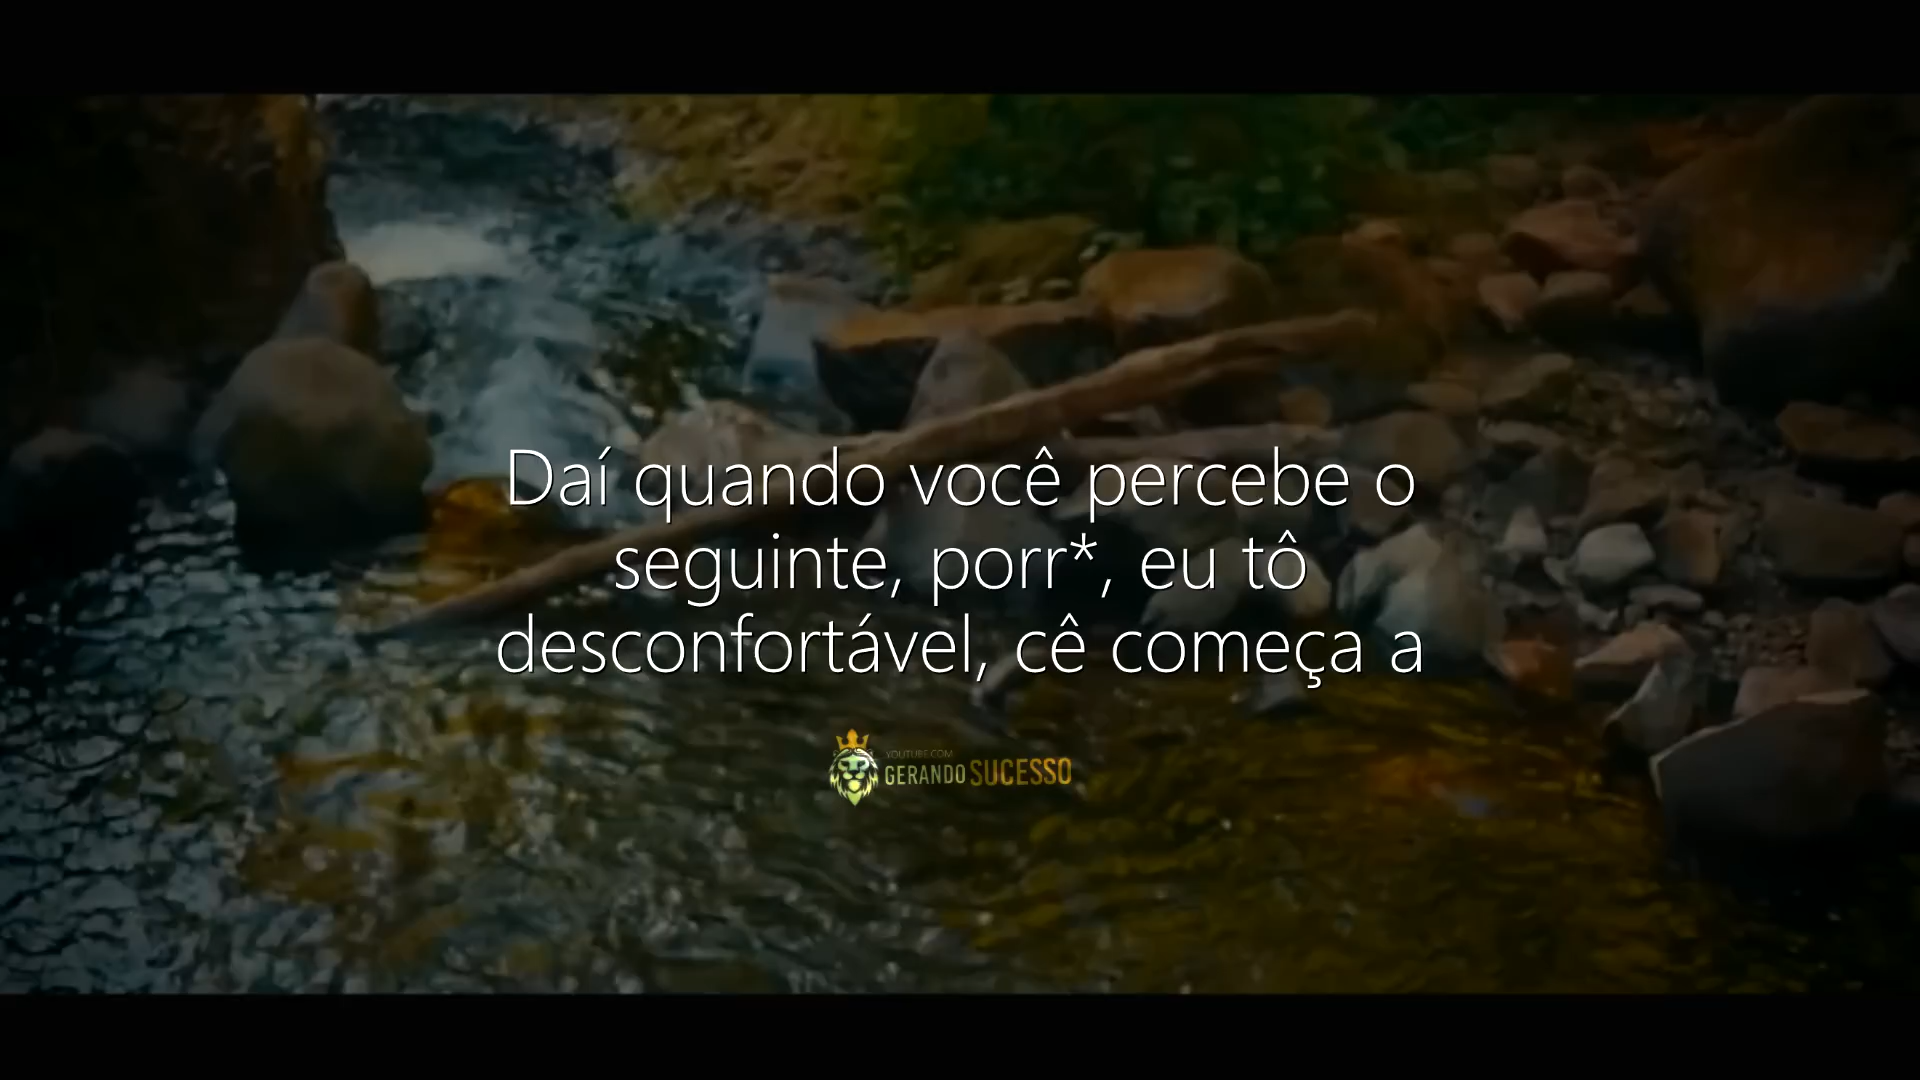 Daí quando você percebe o
seguinte, porr*, eu tô
desconfortável, cê começa a
YOUTUBE.COM
GERANDO SUCESSO